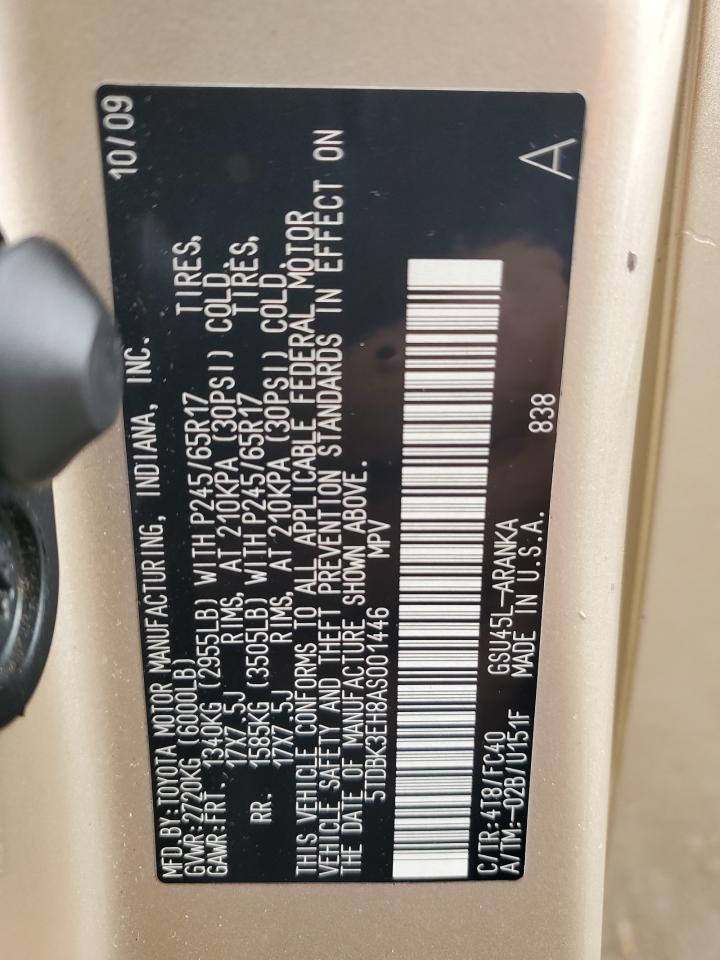 MFD.BY:TOYOTA MOTOR MANUFACTURING, INDIANA, INC. 10/09
GVWR:2720KG (6000LB)
GAWR:FRT. 1340KG (2955LB) WITH P245/65R17 TIRES,
17X7.5J RIMS, AT 210KPA (30PSI) COLD.
RR. 1585KG (3505LB) WITH P245/65R17 TIRES,
17X7.5J RIMS, AT 210KPA (30PSI) COLD.
THIS VEHICLE CONFORMS TO ALL APPLICABLE FEDERAL MOTOR
VEHICLE SAFETY AND THEFT PREVENTION STANDARDS IN EFFECT ON
THE DATE OF MANUFACTURE SHOWN ABOVE.
5TDBK3EH8AS001446 MPV
C/TR:4T8/FC40 GSU45L-ARANKA
A/TM:-02B/U151F MADE IN U.S.A. 838 A